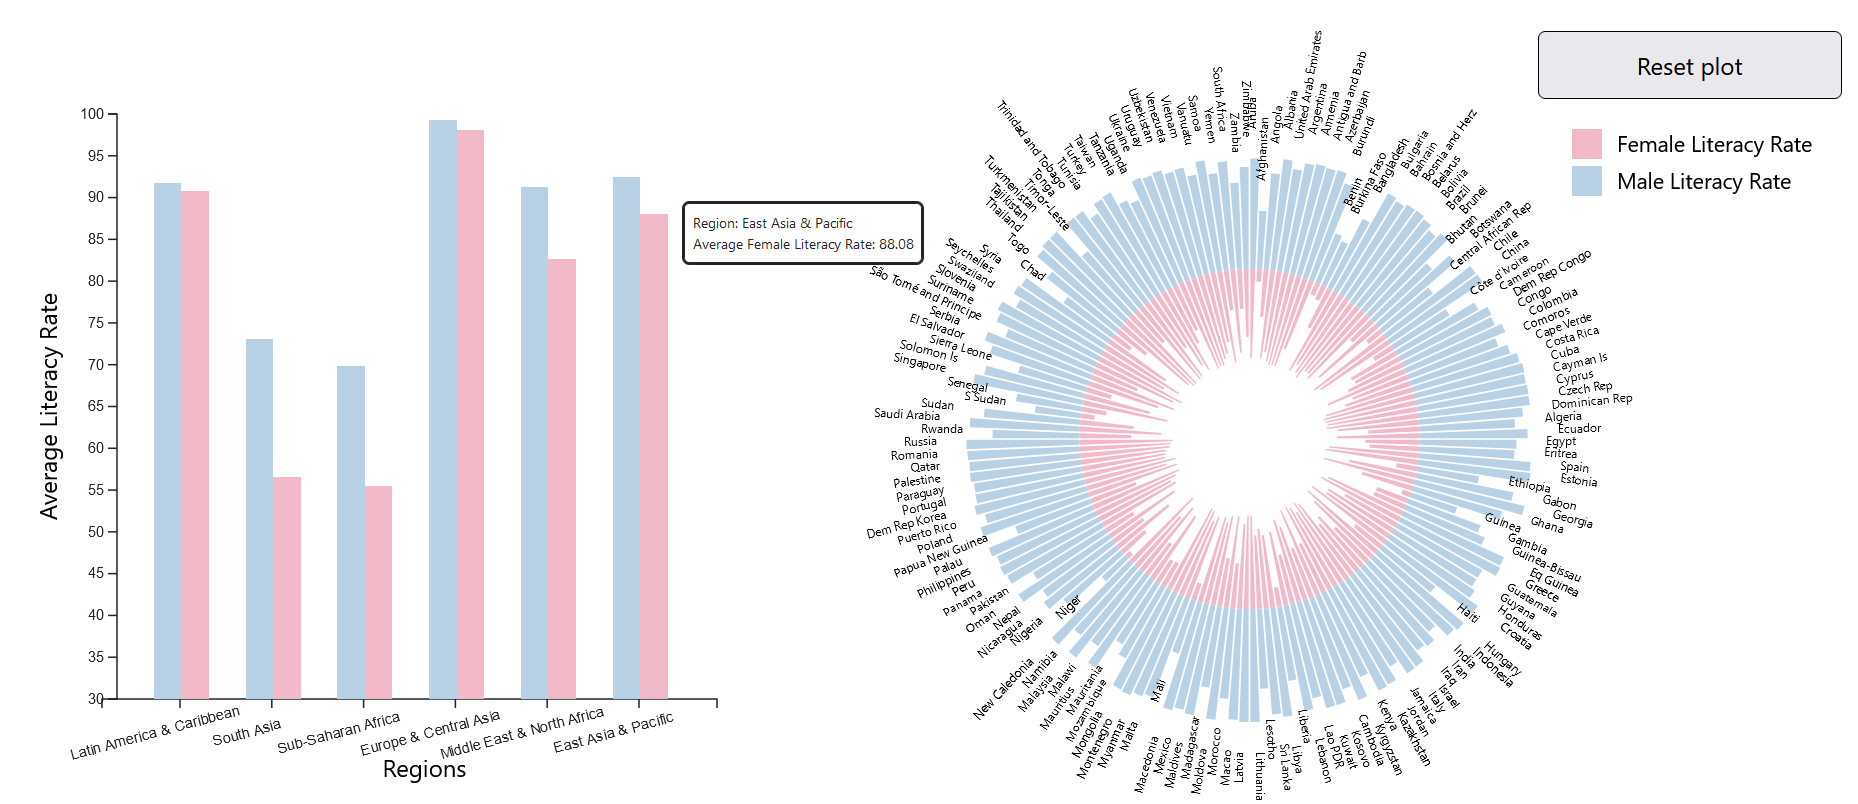 Reset plot
Female Literacy Rate
Male Literacy Rate
Average Literacy Rate
100
95
90
85
80
75
70
65
60
55
50
45
40
35
30
Latin America & Caribbean
South Asia
Sub-Saharan Africa
Europe & Central Asia
Middle East & North Africa
East Asia & Pacific
Regions
Region: East Asia & Pacific
Average Female Literacy Rate: 88.08
Aruba
Afghanistan
Angola
Albania
United Arab Emirates
Argentina
Armenia
Antigua and Barb
Azerbaijan
Burundi
Benin
Burkina Faso
Bangladesh
Bulgaria
Bahrain
Bosnia and Herz
Belarus
Bolivia
Brazil
Brunei
Bhutan
Botswana
Central African Rep
Chile
China
Côte d'Ivoire
Cameroon
Dem Rep Congo
Congo
Colombia
Comoros
Cape Verde
Costa Rica
Cuba
Cayman Is
Cyprus
Czech Rep
Dominican Rep
Algeria
Ecuador
Egypt
Eritrea
Spain
Estonia
Ethiopia
Gabon
Georgia
Ghana
Guinea
Gambia
Guinea-Bissau
Eq Guinea
Greece
Guatemala
Guyana
Honduras
Croatia
Haiti
Hungary
Indonesia
India
Iran
Iraq
Israel
Italy
Jamaica
Jordan
Kazakhstan
Kenya
Kyrgyzstan
Cambodia
Kosovo
Kuwait
Lao PDR
Lebanon
Liberia
Libya
Sri Lanka
Lesotho
Lithuania
Latvia
Macao
Morocco
Moldova
Madagascar
Maldives
Mexico
Macedonia
Mali
Malta
Myanmar
Montenegro
Mongolia
Mozambique
Mauritania
Mauritius
Malawi
Malaysia
Namibia
New Caledonia
Niger
Nigeria
Nicaragua
Nepal
Oman
Pakistan
Panama
Peru
Philippines
Palau
Papua New Guinea
Poland
Puerto Rico
Dem Rep Korea
Portugal
Paraguay
Palestine
Qatar
Romania
Russia
Rwanda
Saudi Arabia
Sudan
S Sudan
Senegal
Singapore
Solomon Is
Sierra Leone
El Salvador
Serbia
São Tomé and Principe
Suriname
Slovenia
Swaziland
Seychelles
Syria
Chad
Togo
Thailand
Tajikistan
Turkmenistan
Timor-Leste
Tonga
Trinidad and Tobago
Tunisia
Turkey
Taiwan
Tanzania
Uganda
Ukraine
Uruguay
Uzbekistan
Venezuela
Vietnam
Vanuatu
Samoa
Yemen
South Africa
Zambia
Zimbabwe